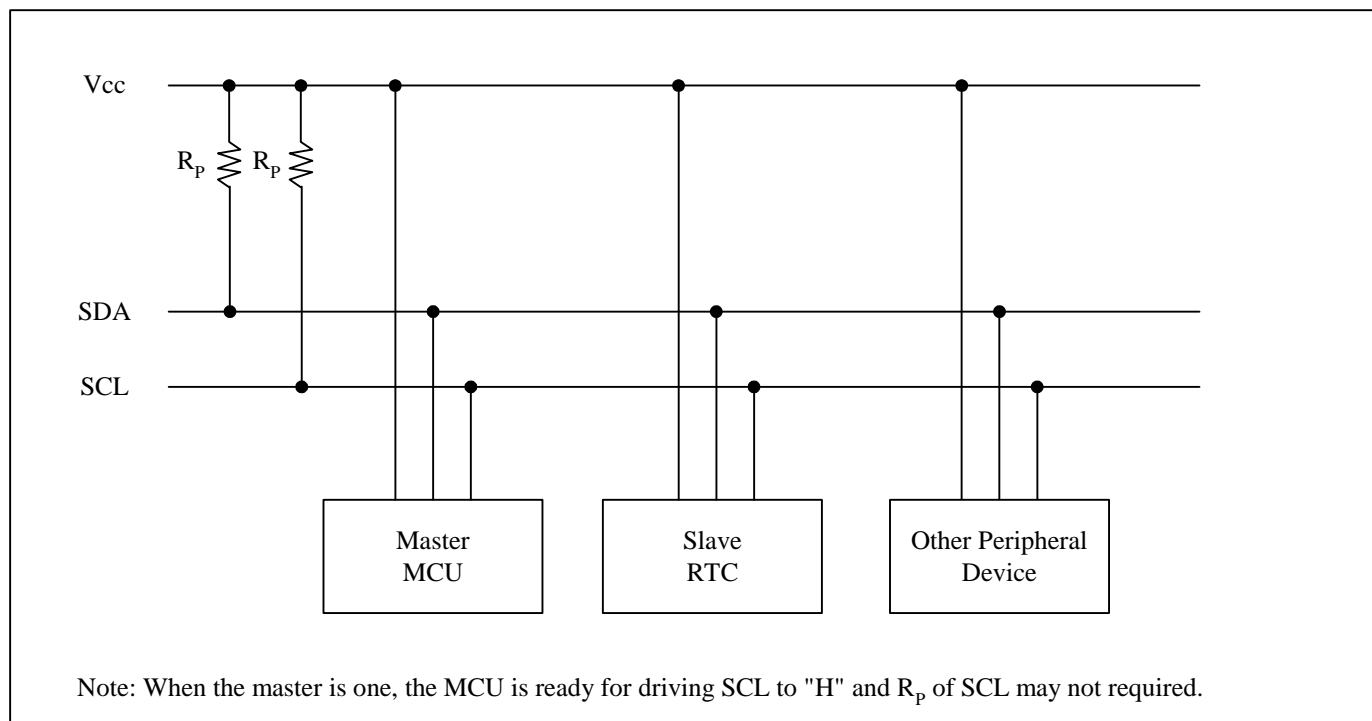 Vcc
R_P R_P
SDA
SCL
Master
MCU
Slave
RTC
Other Peripheral
Device
Note: When the master is one, the MCU is ready for driving SCL to "H" and R_P of SCL may not required.